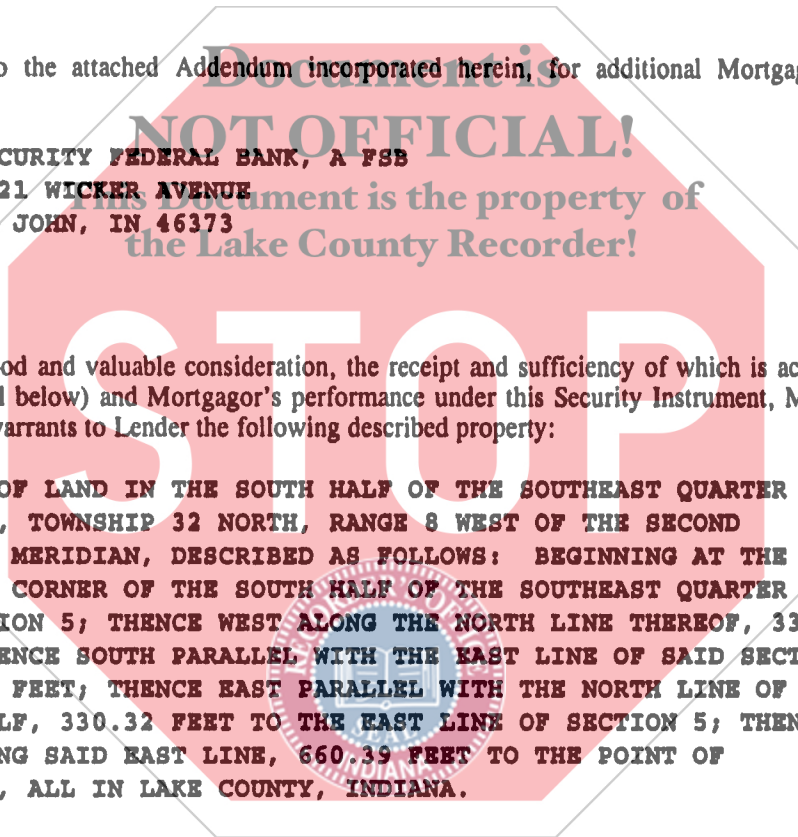 o the attached Addendum incorporated herein, for additional Mortga
Document is
NOT OFFICIAL!
This Document is the property of
the Lake County Recorder!
CURITY FEDERAL BANK, A FSB
21 WICKER AVENUE
JOHN, IN 46373
STOP
od and valuable consideration, the receipt and sufficiency of which is ac
l below) and Mortgagor's performance under this Security Instrument, M
warrants to Lender the following described property:
OF LAND IN THE SOUTH HALF OF THE SOUTHEAST QUARTER
, TOWNSHIP 32 NORTH, RANGE 8 WEST OF THE SECOND
MERIDIAN, DESCRIBED AS FOLLOWS: BEGINNING AT THE
CORNER OF THE SOUTH HALF OF THE SOUTHEAST QUARTER
ION 5; THENCE WEST ALONG THE NORTH LINE THEREOF, 33
ENCE SOUTH PARALLEL WITH THE EAST LINE OF SAID SECT
FEET; THENCE EAST PARALLEL WITH THE NORTH LINE OF
LF, 330.32 FEET TO THE EAST LINE OF SECTION 5; THEN
NG SAID EAST LINE, 660.39 FEET TO THE POINT OF
, ALL IN LAKE COUNTY, INDIANA.
RECORDER'S OFFICE
SEAL
INDIANA